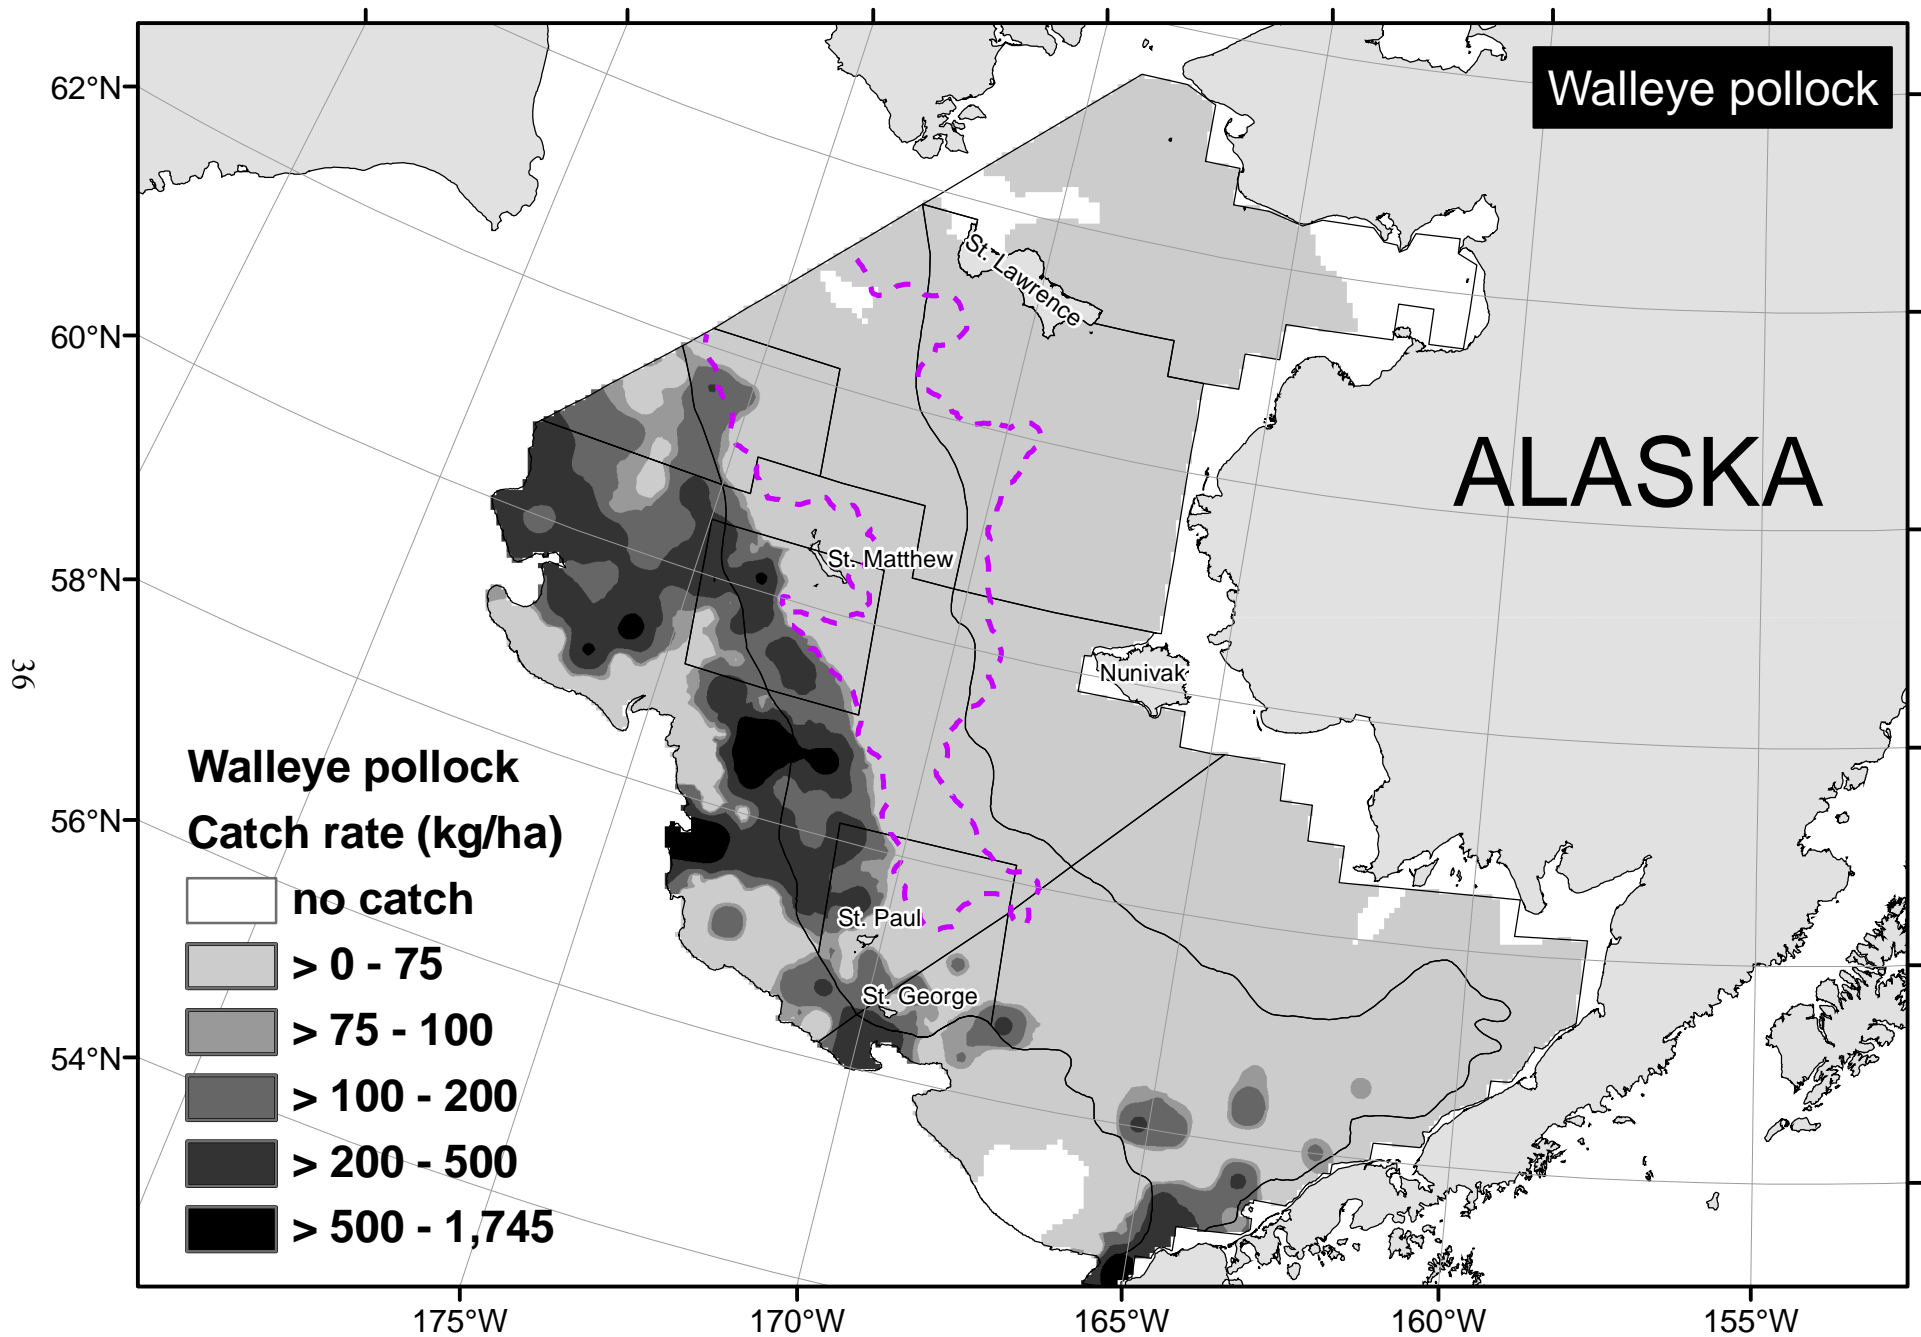 Walleye pollock
62°N
60°N
58°N
56°N
54°N
36
St. Lawrence
ALASKA
St. Matthew
Nunivak
St. Paul
St. George
Walleye pollock
Catch rate (kg/ha)
no catch
> 0 - 75
> 75 - 100
> 100 - 200
> 200 - 500
> 500 - 1,745
175°W
170°W
165°W
160°W
155°W